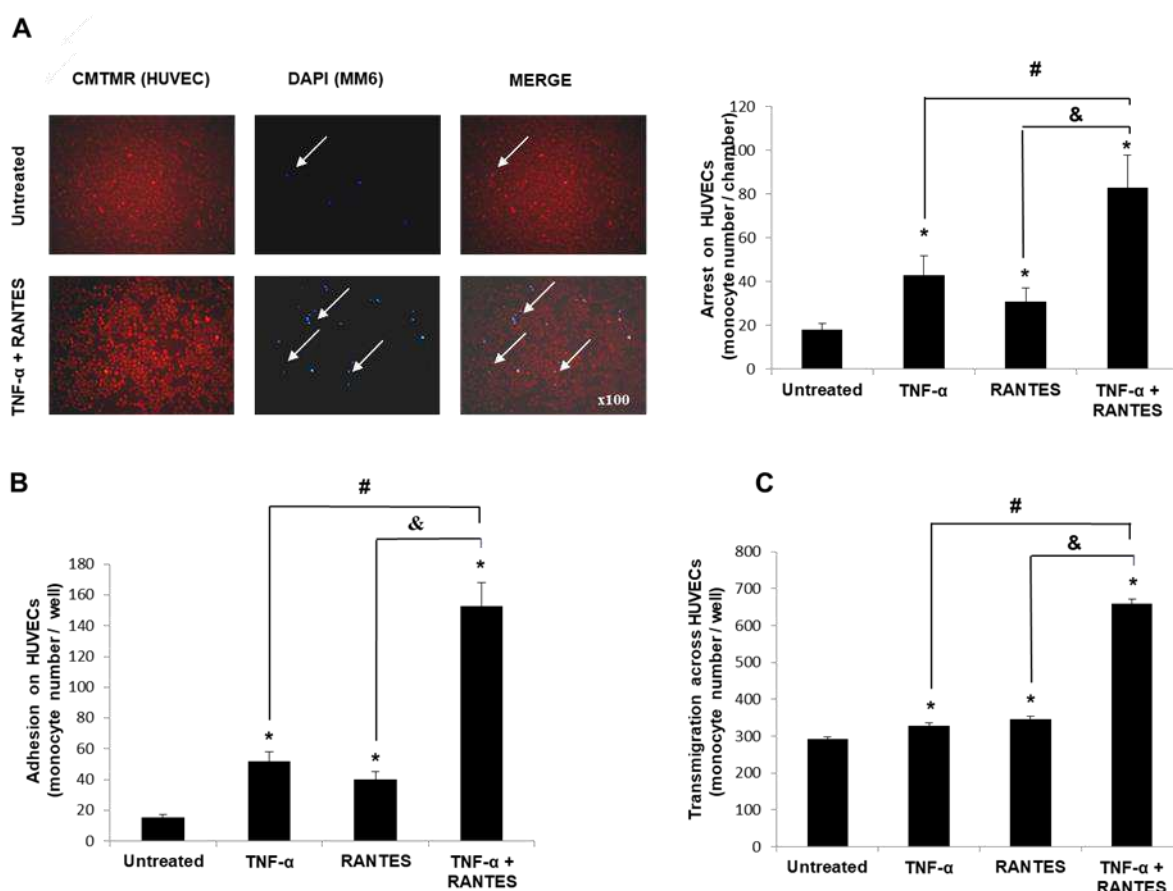 A
CMTMR (HUVEC)
DAPI (MM6)
MERGE
Untreated
TNF-α + RANTES
x100
#
&
Arrest on HUVECs
(monocyte number / chamber)
120
100
80
60
40
20
0
*
*
*
Untreated
TNF-α
RANTES
TNF-α +
RANTES
B
#
&
Adhesion on HUVECs
(monocyte number / well)
180
160
140
120
100
80
60
40
20
0
*
*
*
Untreated
TNF-α
RANTES
TNF-α +
RANTES
C
#
&
Transmigration across HUVECs
(monocyte number / well)
800
700
600
500
400
300
200
100
0
*
*
*
Untreated
TNF-α
RANTES
TNF-α +
RANTES